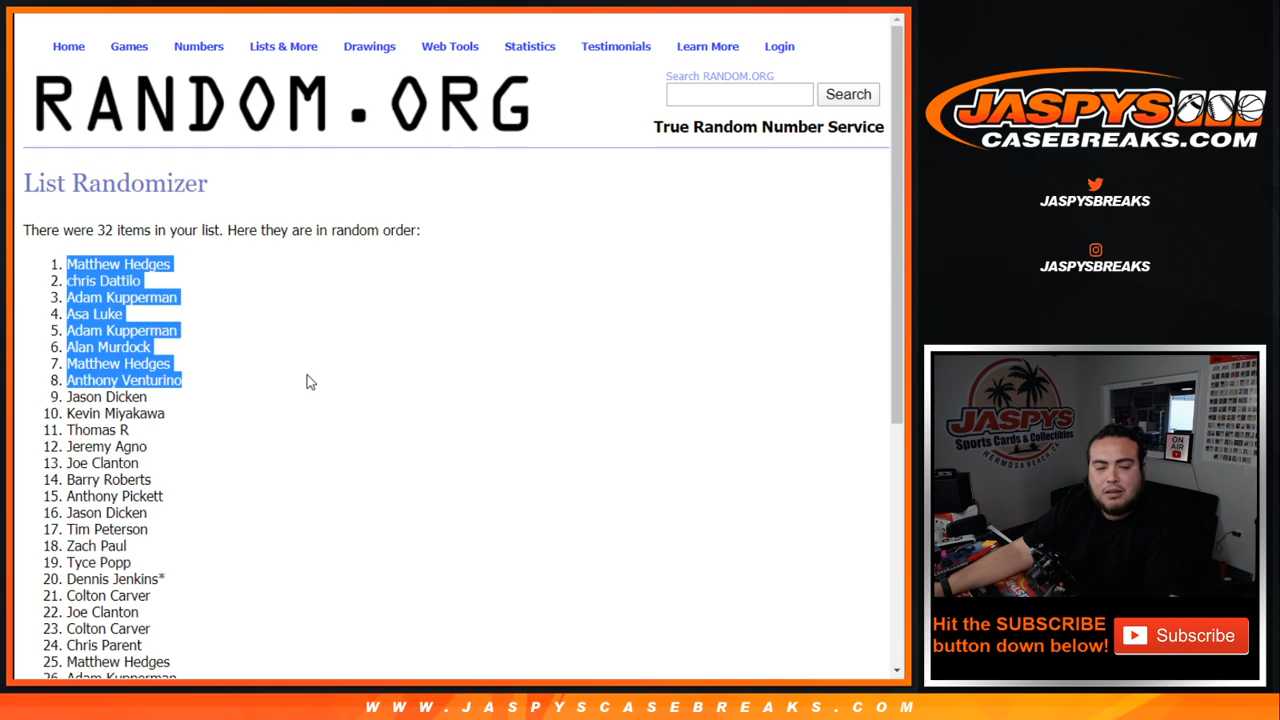 Home Games Numbers Lists & More Drawings Web Tools Statistics Testimonials Learn More Login
RANDOM.ORG
Search RANDOM.ORG
Search
True Random Number Service
List Randomizer
There were 32 items in your list. Here they are in random order:
1. Matthew Hedges
2. chris Dattilo
3. Adam Kupperman
4. Asa Luke
5. Adam Kupperman
6. Alan Murdock
7. Matthew Hedges
8. Anthony Venturino
9. Jason Dicken
10. Kevin Miyakawa
11. Thomas R
12. Jeremy Agno
13. Joe Clanton
14. Barry Roberts
15. Anthony Pickett
16. Jason Dicken
17. Tim Peterson
18. Zach Paul
19. Tyce Popp
20. Dennis Jenkins*
21. Colton Carver
22. Joe Clanton
23. Colton Carver
24. Chris Parent
25. Matthew Hedges
26. Adam Kupperman
JASPYS
CASEBREAKS.COM
JASPYSBREAKS
JASPYSBREAKS
JASPYS
Sports Cards & Collectibles
HERMOSA BEACH CA
ON AIR
Hit the SUBSCRIBE
button down below!
Subscribe
WWW.JASPYSCASEBREAKS.COM